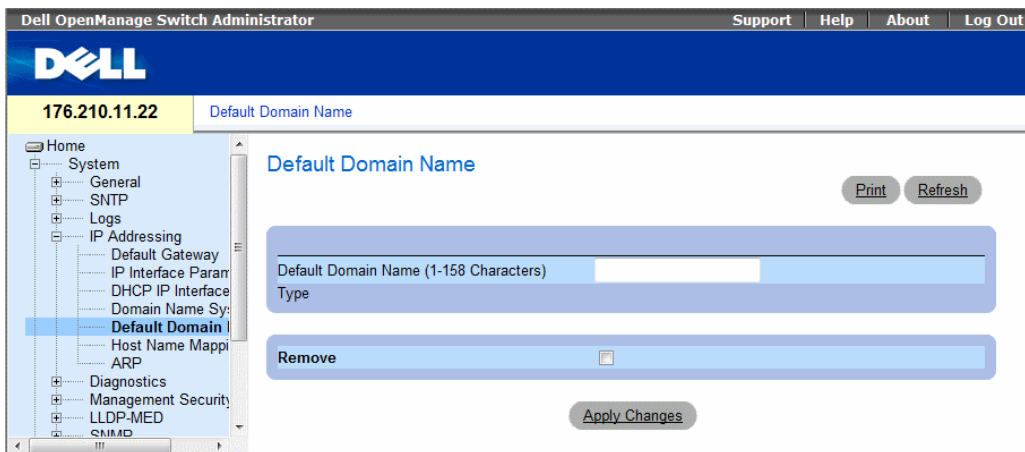 Dell OpenManage Switch Administrator
Support | Help | About | Log Out
DELL
176.210.11.22
Default Domain Name
Home
System
General
SNTP
Logs
IP Addressing
Default Gateway
IP Interface Param
DHCP IP Interface
Domain Name Sy
Default Domain
Host Name Mappi
ARP
Diagnostics
Management Security
LLDP-MED
SNMP
Default Domain Name
Print
Refresh
Default Domain Name (1-158 Characters)
Type
Remove
Apply Changes